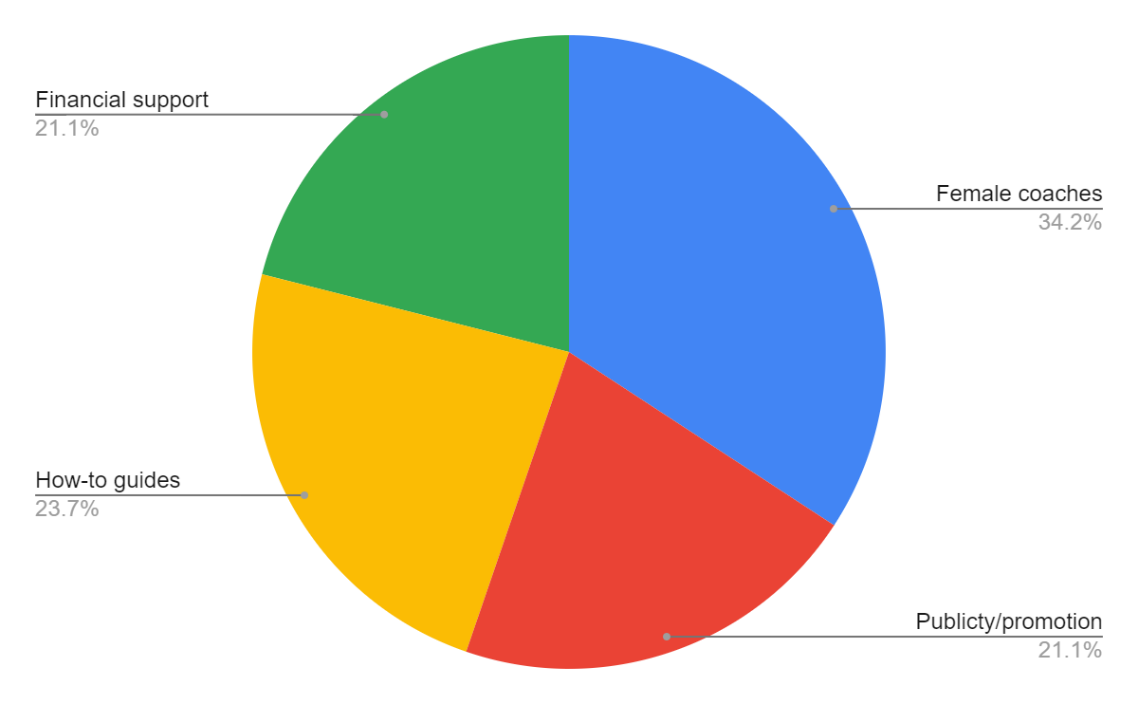 Financial support
21.1%
Female coaches
34.2%
How-to guides
23.7%
Publicty/promotion
21.1%